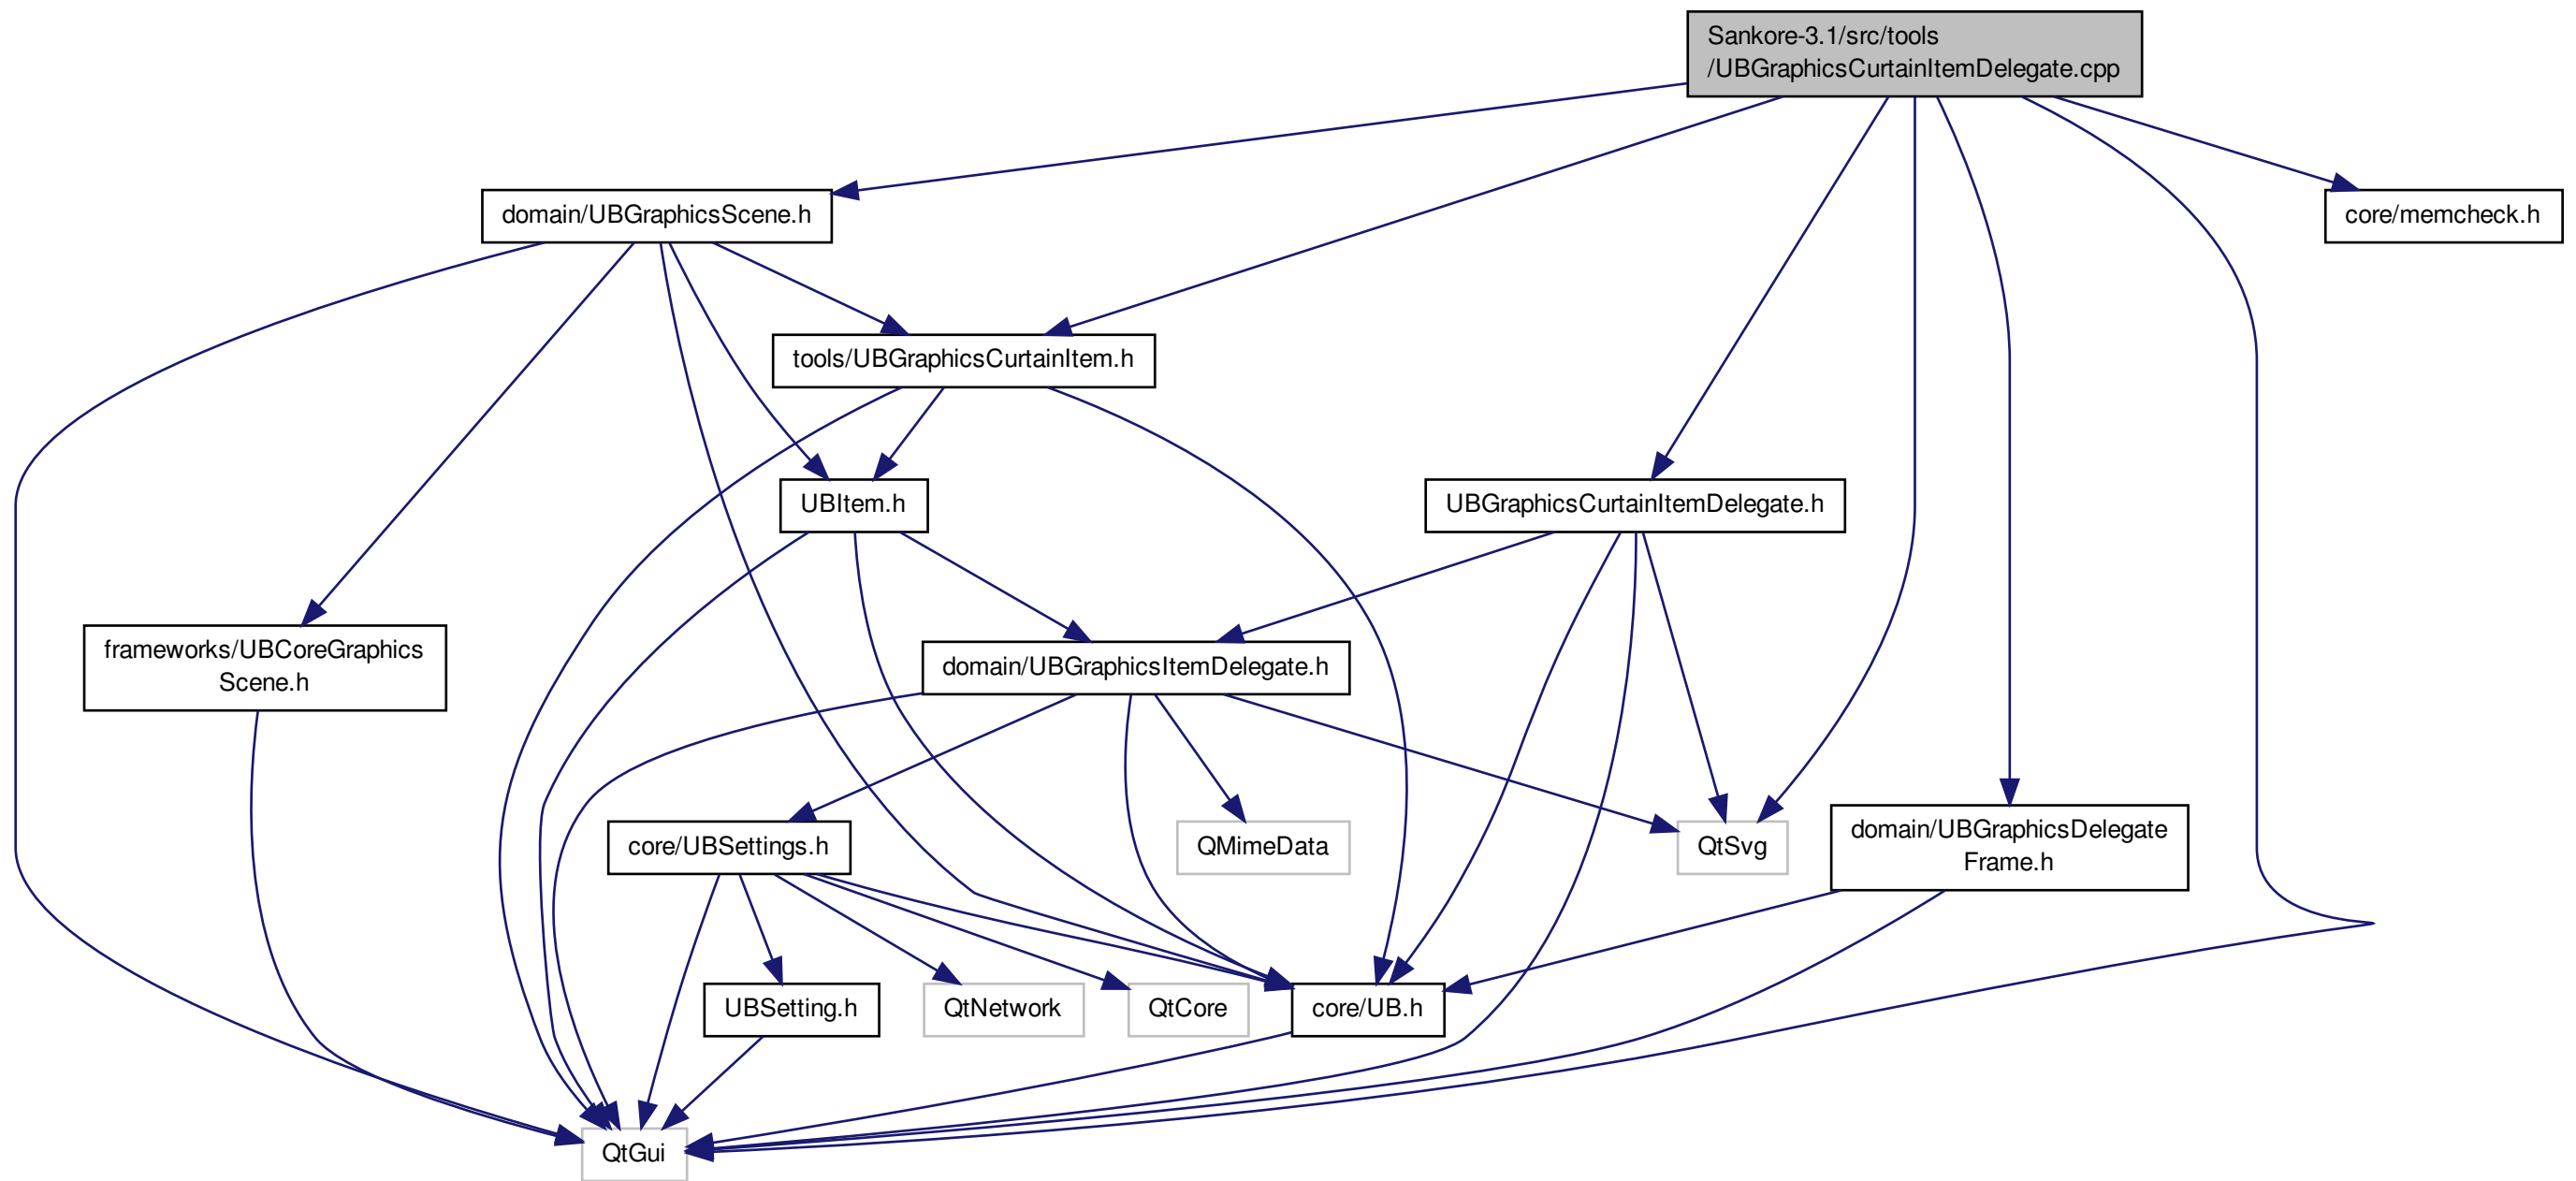 Sankore-3.1/src/tools
/UBGraphicsCurtainItemDelegate.cpp
domain/UBGraphicsScene.h
core/memcheck.h
tools/UBGraphicsCurtainItem.h
UBItem.h
UBGraphicsCurtainItemDelegate.h
frameworks/UBCoreGraphics
Scene.h
domain/UBGraphicsItemDelegate.h
core/UBSettings.h
QMimeData
QtSvg
domain/UBGraphicsDelegate
Frame.h
UBSetting.h
QtNetwork
QtCore
core/UB.h
QtGui